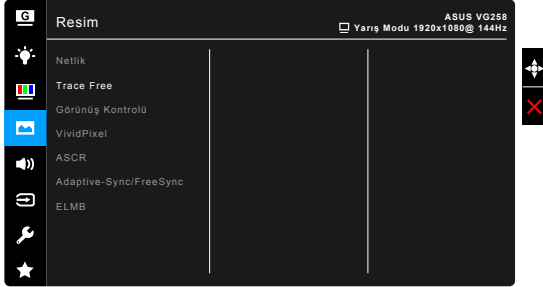 G
Resim
ASUS VG258
Yarış Modu 1920x1080@ 144Hz
Netlik
Trace Free
Görünüş Kontrolü
VividPixel
ASCR
Adaptive-Sync/FreeSync
ELMB